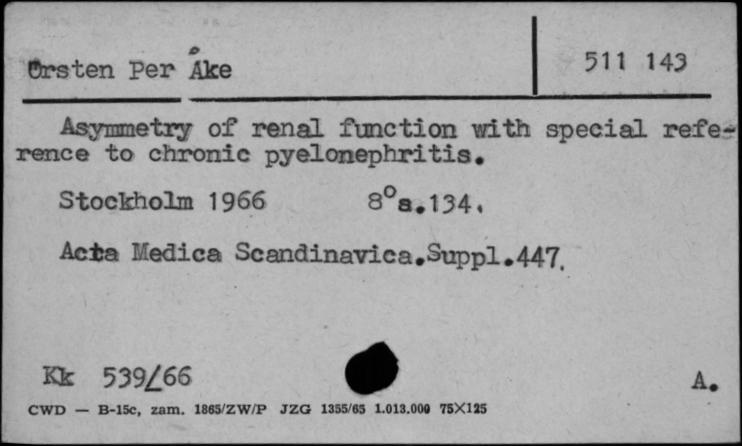 Orsten Per Åke
511 143
Asymmetry of renal function with special refe-
rence to chronic pyelonephritis.
Stockholm 1966 8°s.134.
Acta Medica Scandinavica.Suppl.447.
Kk 539/66
A.
CWD — B-15c, zam. 1865/ZW/P JZG 1355/65 1.013.000 75X125